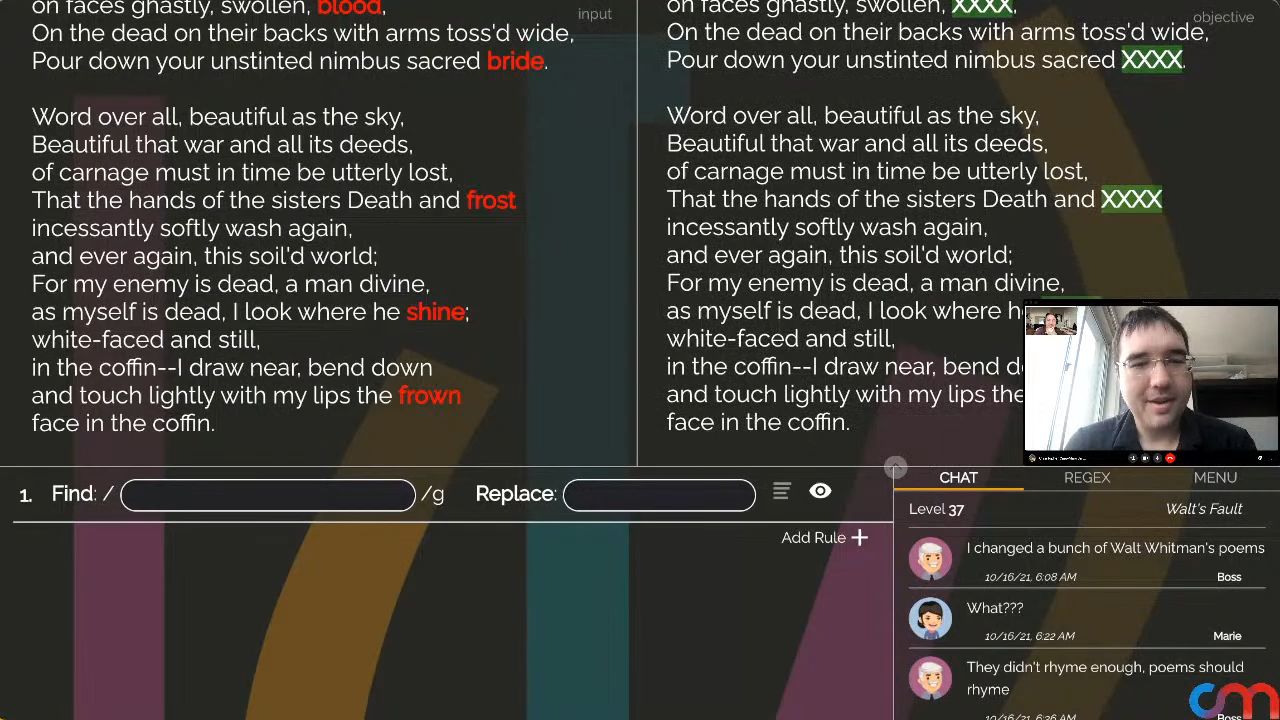 on faces ghastly, swollen, blood,
On the dead on their backs with arms toss'd wide,
Pour down your unstinted nimbus sacred bride.
Word over all, beautiful as the sky,
Beautiful that war and all its deeds,
of carnage must in time be utterly lost,
That the hands of the sisters Death and frost
incessantly softly wash again,
and ever again, this soil'd world;
For my enemy is dead, a man divine,
as myself is dead, I look where he shine;
white-faced and still,
in the coffin--I draw near, bend down
and touch lightly with my lips the frown
face in the coffin.
input
on faces ghastly, swollen, XXXX,
On the dead on their backs with arms toss'd wide,
Pour down your unstinted nimbus sacred XXXX.
Word over all, beautiful as the sky,
Beautiful that war and all its deeds,
of carnage must in time be utterly lost,
That the hands of the sisters Death and XXXX
incessantly softly wash again,
and ever again, this soil'd world;
For my enemy is dead, a man divine,
as myself is dead, I look where h
white-faced and still,
in the coffin--I draw near, bend d
and touch lightly with my lips the
face in the coffin.
objective
1. Find: / /g Replace:
Add Rule +
CHAT REGEX MENU
Level 37 Walt's Fault
I changed a bunch of Walt Whitman's poems
10/16/21, 6:08 AM Boss
What???
10/16/21, 6:22 AM Marie
They didn't rhyme enough, poems should
rhyme
10/16/21, 6:36 AM Boss
cm